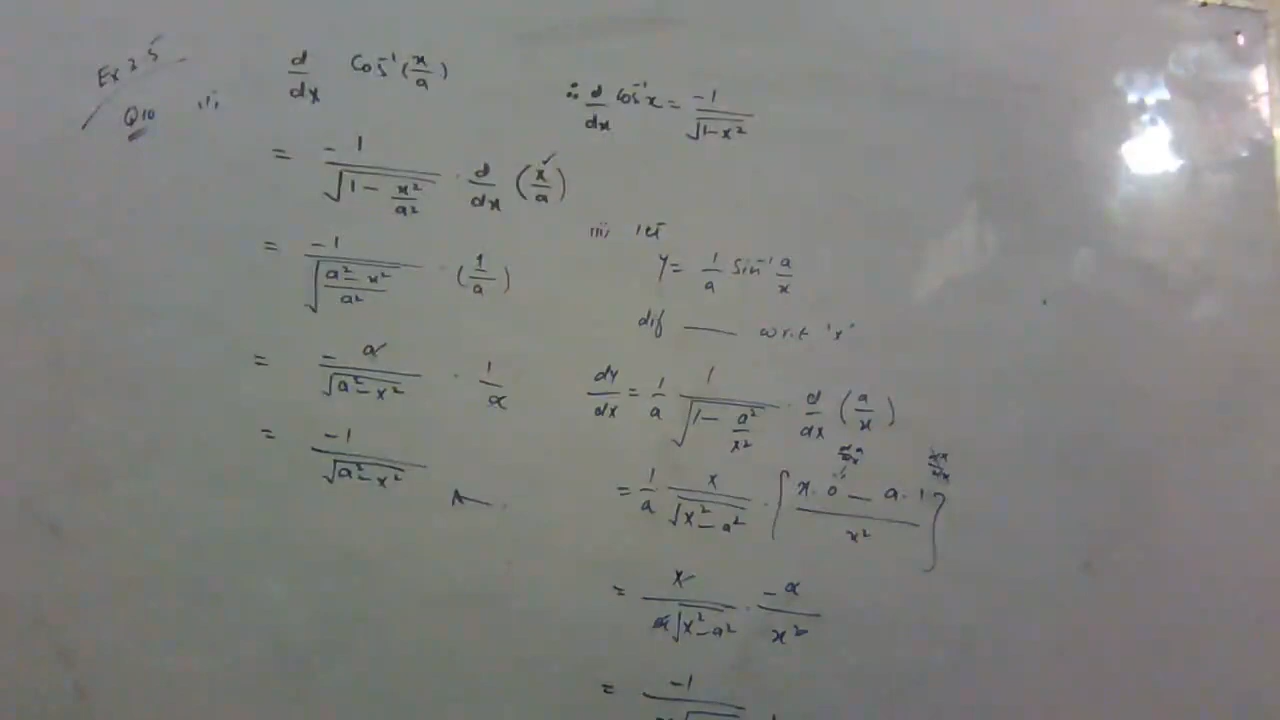 Ex 2.5
Q10 ii) d/dx Cos⁻¹(x/a)
∴ d/dx Cos⁻¹x = -1/√(1-x²)
= -1/√(1 - x²/a²) · d/dx (x/a)
= -1/√((a²-x²)/a²) · (1/a)
= -a/√(a²-x²) · 1/a
= -1/√(a²-x²)
iii) let
y = 1/a Sin⁻¹ a/x
dif —— w.r.t 'x'
dy/dx = 1/a 1/√(1 - a²/x²) · d/dx (a/x)
= 1/a x/√(x²-a²) · {(x.0 - a.1)/x²}
= x/(a√(x²-a²)) · -a/x²
= -1